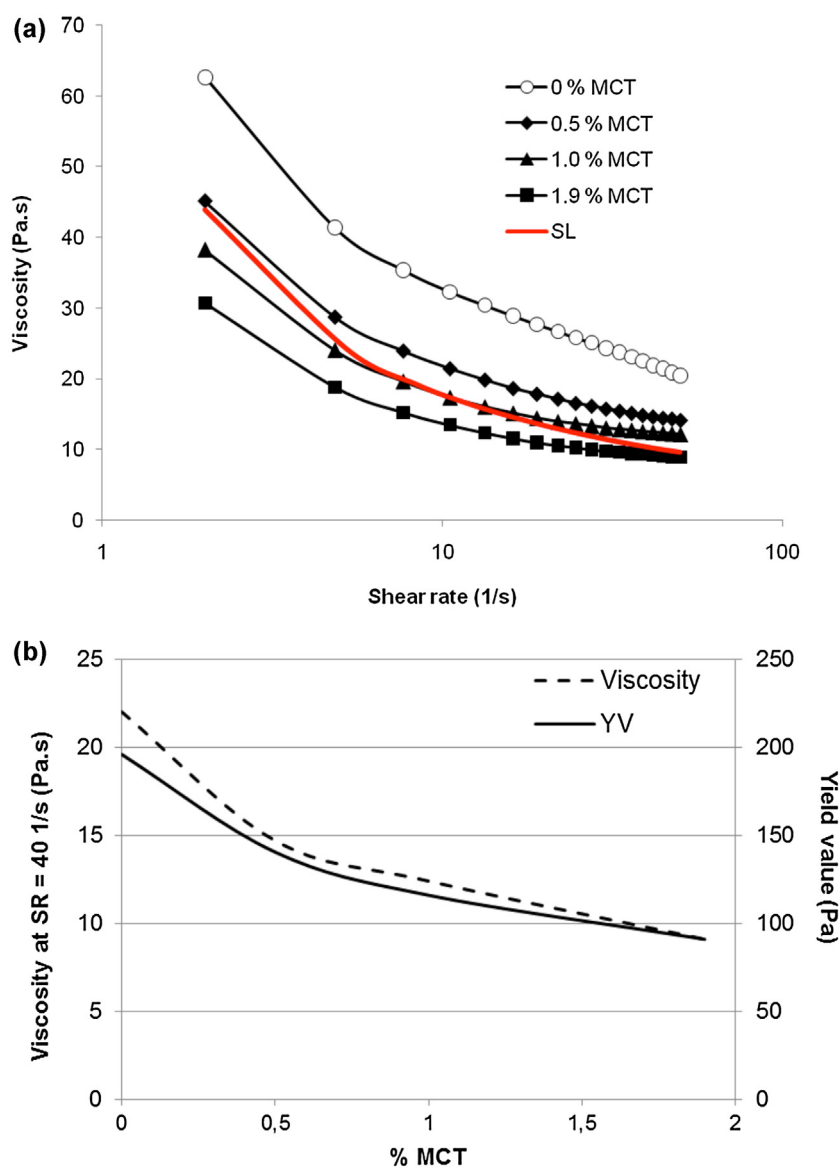 (a)
70
60
50
40
30
20
10
0
Viscosity (Pa.s)
0 % MCT
0.5 % MCT
1.0 % MCT
1.9 % MCT
SL
1
10
100
Shear rate (1/s)
(b)
25
20
15
10
5
0
Viscosity at SR = 40 1/s (Pa.s)
Viscosity
YV
250
200
150
100
50
0
Yield value (Pa)
0
0,5
1
1,5
2
% MCT